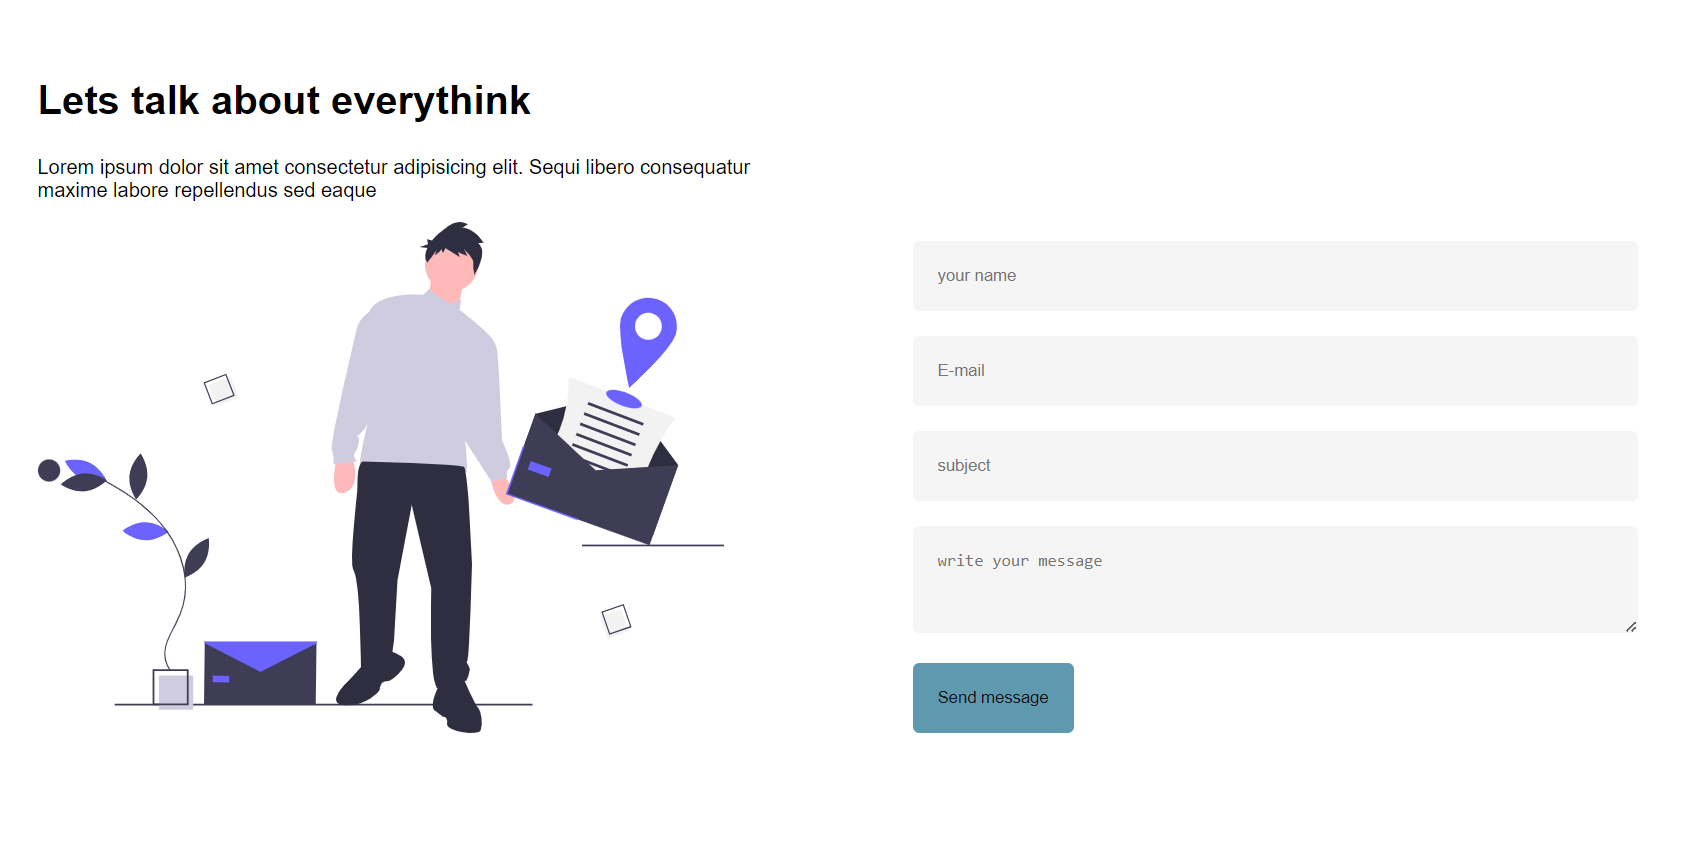 Lets talk about everythink
Lorem ipsum dolor sit amet consectetur adipisicing elit. Sequi libero consequatur
maxime labore repellendus sed eaque
your name
E-mail
subject
write your message
Send message